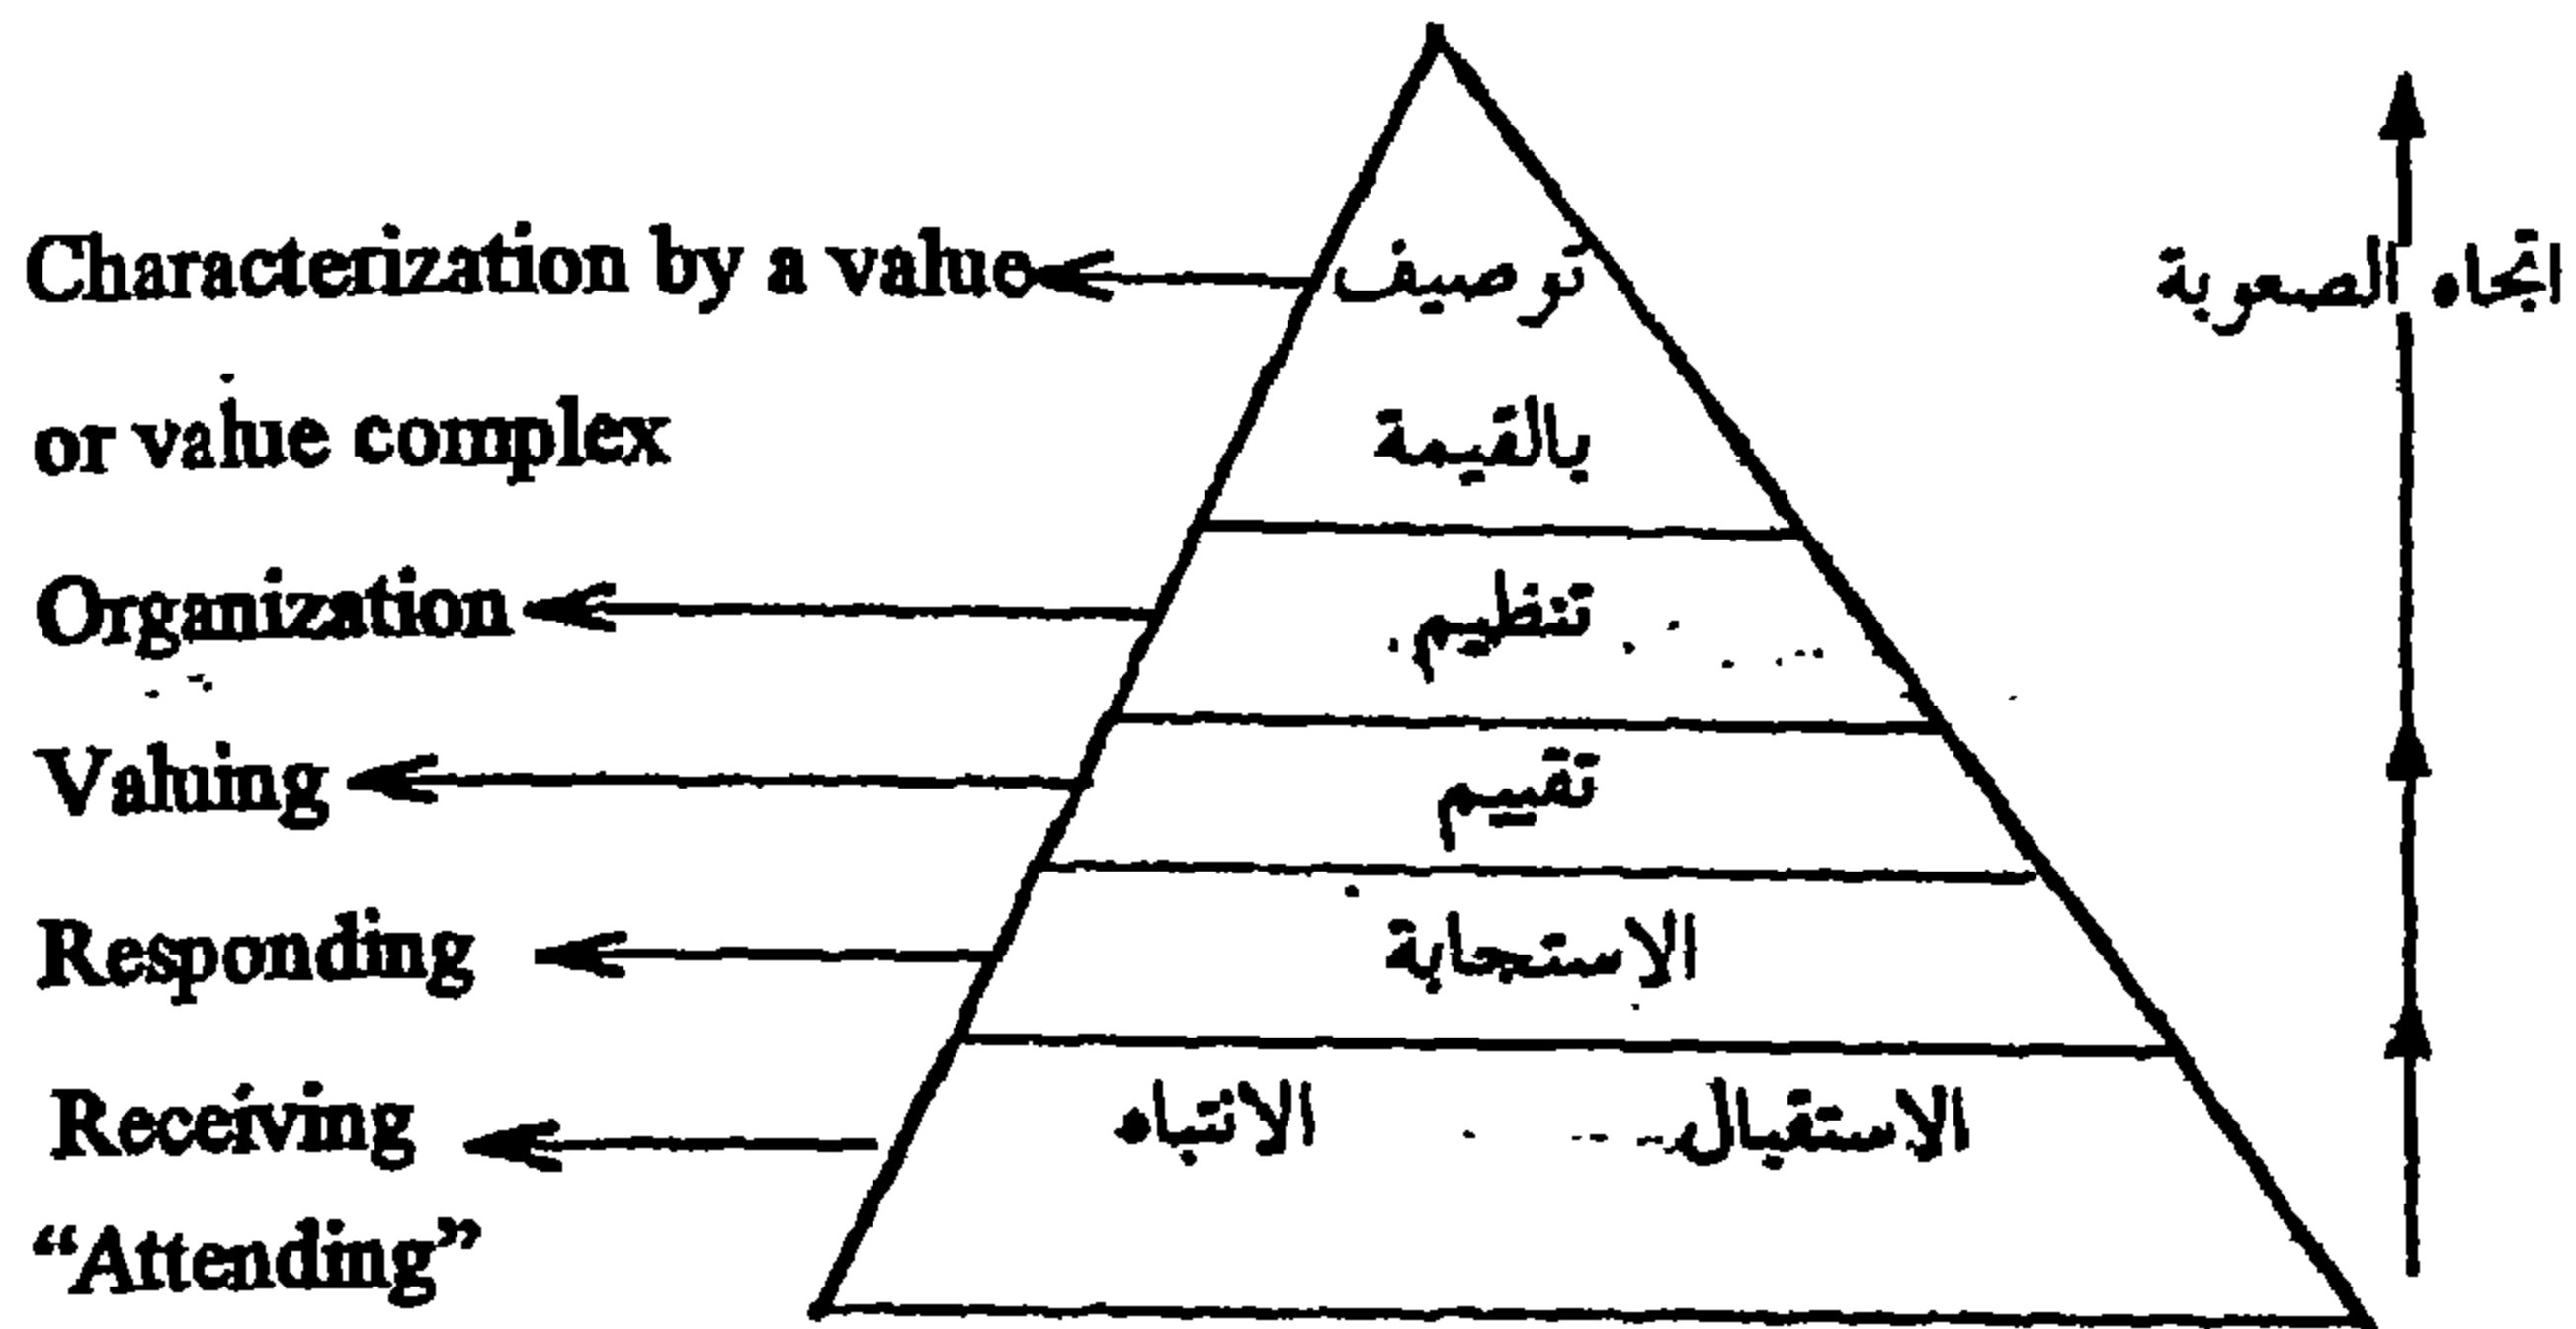 Characterization by a value
توصيف
اتجاه الصعوبة
or value complex
بالقيمة
Organization
تنظيم
Valuing
تقييم
Responding
الاستجابة
Receiving
الاستقبال
الانتباه
“Attending”